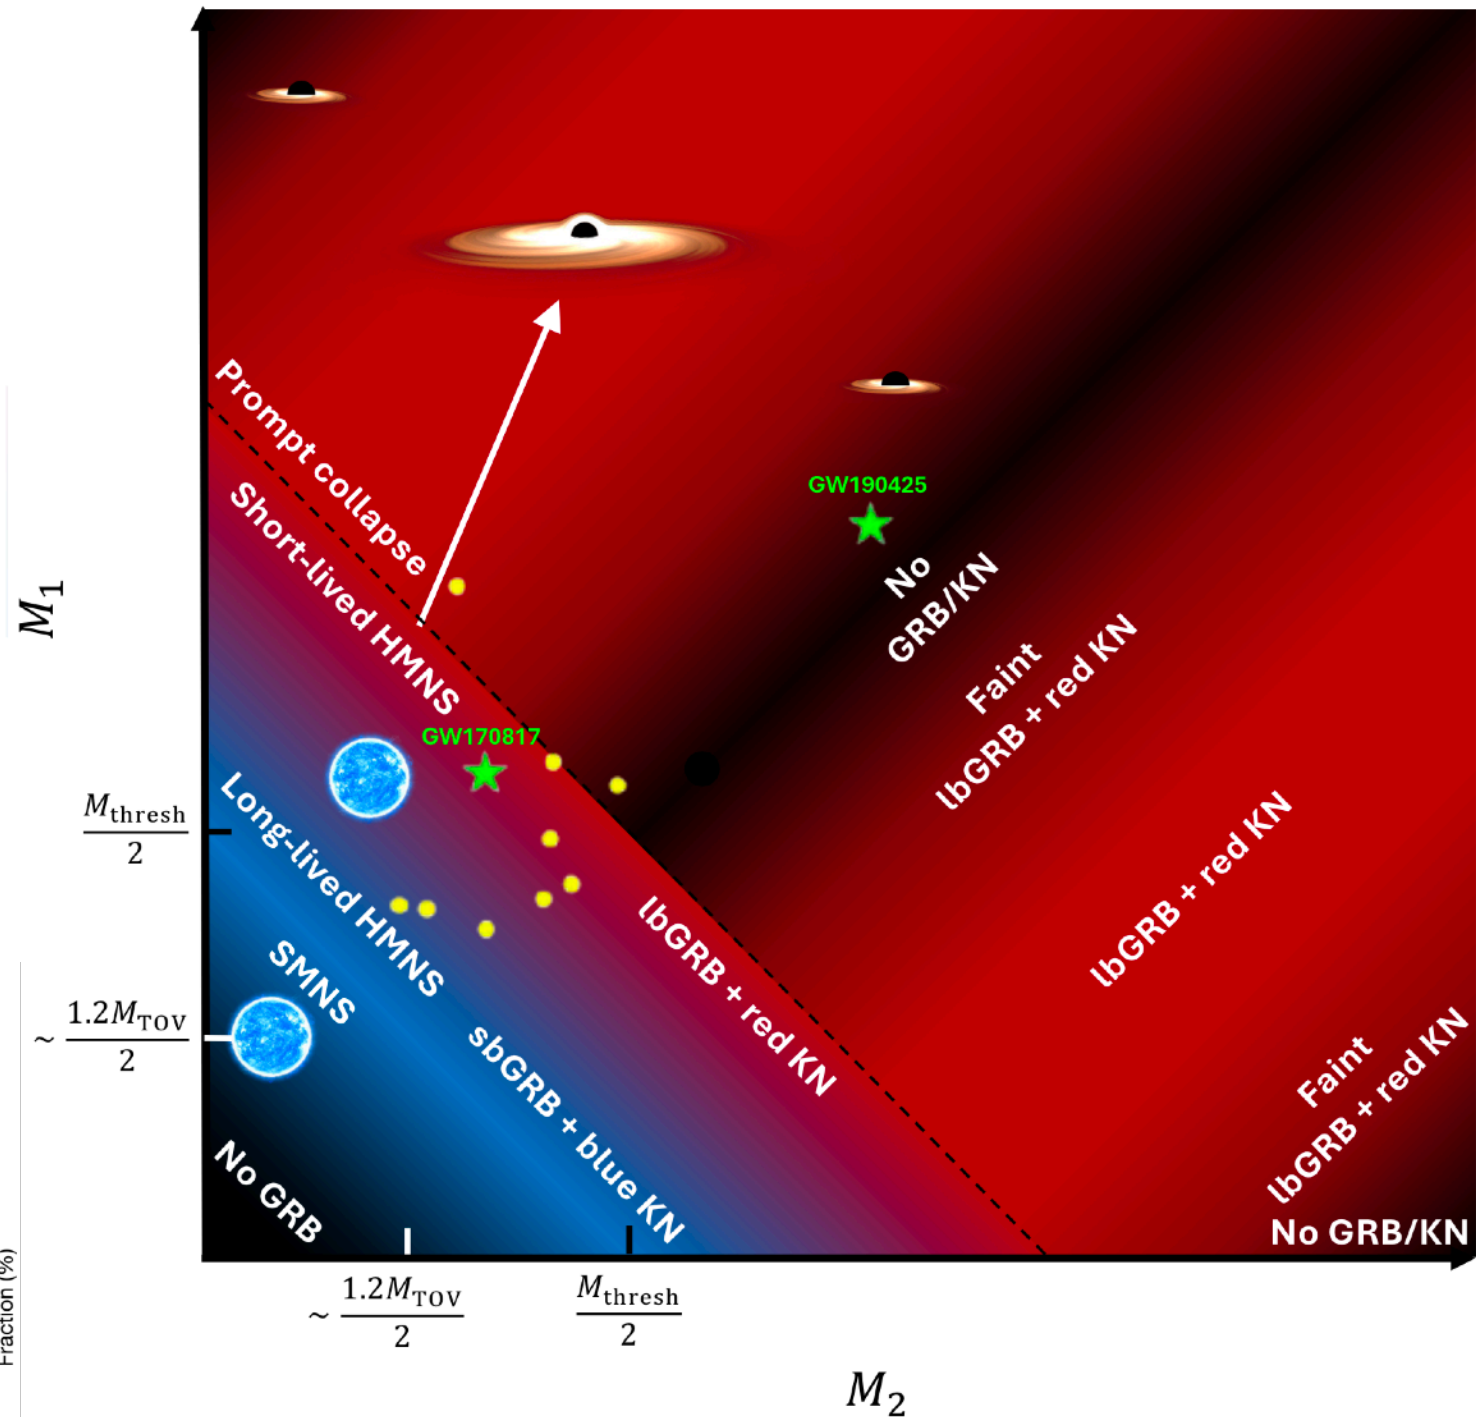 Prompt collapse
Short-lived HMNS
GW190425
No
GRB/KN
Faint
lbGRB + red KN
M₁
GW170817
Long-lived HMNS
M_thresh
2
lbGRB + red KN
lbGRB + red KN
SMNS
~ 1.2M_TOV
2
sbGRB + blue KN
Faint
lbGRB + red KN
No GRB
No GRB/KN
Fraction (%)
~ 1.2M_TOV
2
M_thresh
2
M₂